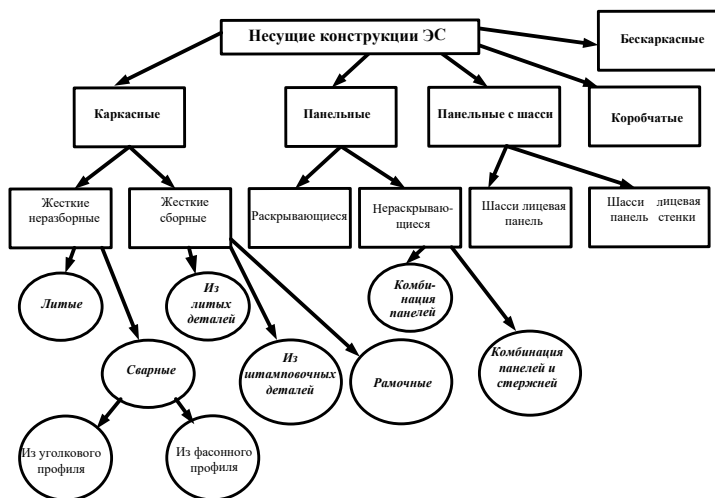 Несущие конструкции ЭС
Бескаркасные
Каркасные
Панельные
Панельные с шасси
Коробчатые
Жесткие
неразборные
Жесткие
сборные
Раскрывающиеся
Нераскрываю-
щиеся
Шасси лицевая
панель
Шасси лицевая
панель стенки
Литые
Из
литых
деталей
Комби-
нация
панелей
Сварные
Из
штамповочных
деталей
Рамочные
Комбинация
панелей и
стержней
Из уголкового
профиля
Из фасонного
профиля